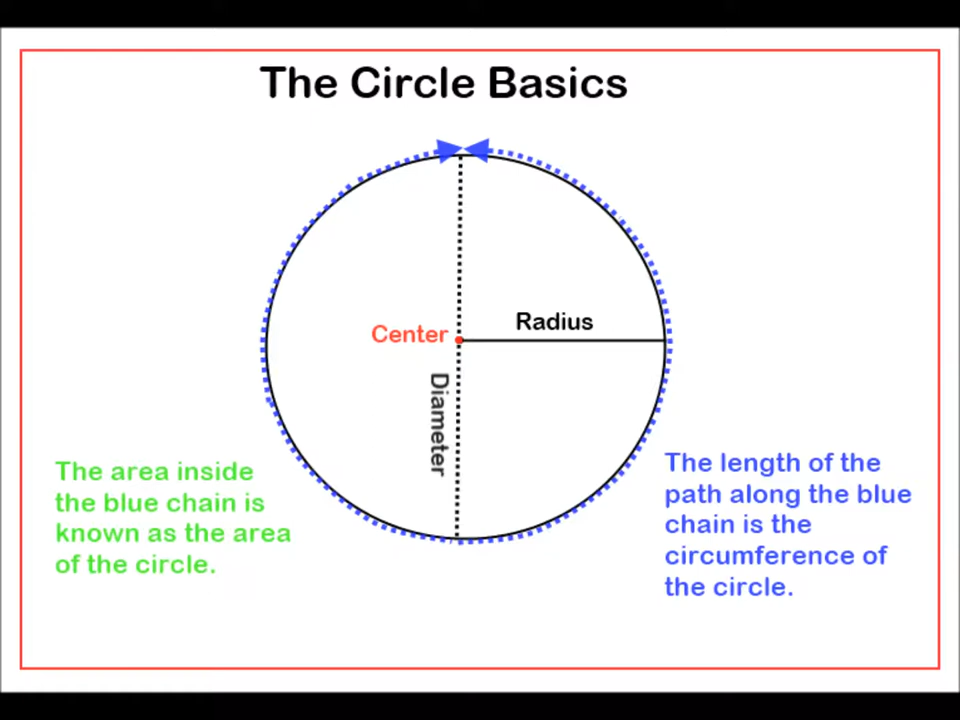 The Circle Basics
Radius
Center
Diameter
The area inside
the blue chain is
known as the area
of the circle.
The length of the
path along the blue
chain is the
circumference of
the circle.